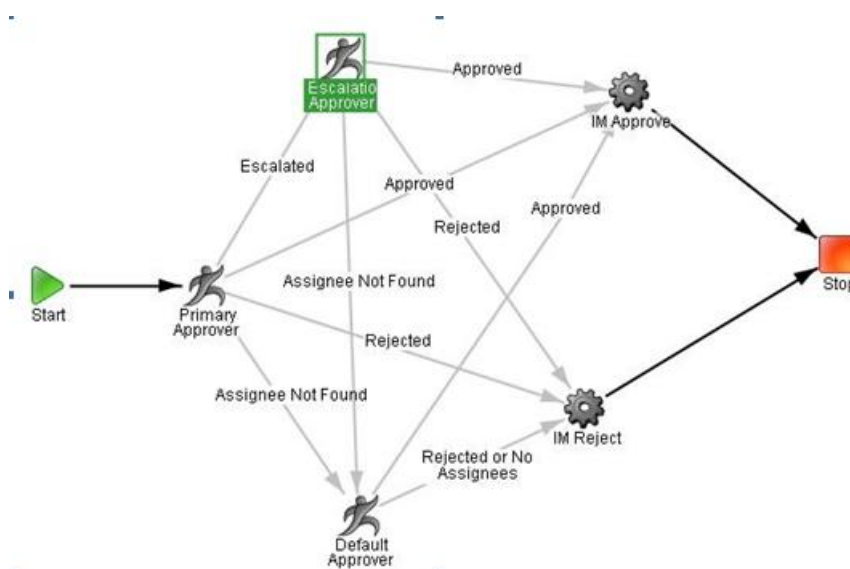 Approved
Escalatio
Approver
IM Approve
Escalated
Approved
Approved
Rejected
Assignee Not Found
Start
Primary
Approver
Stop
Rejected
Assignee Not Found
IM Reject
Rejected or No
Assignees
Default
Approver